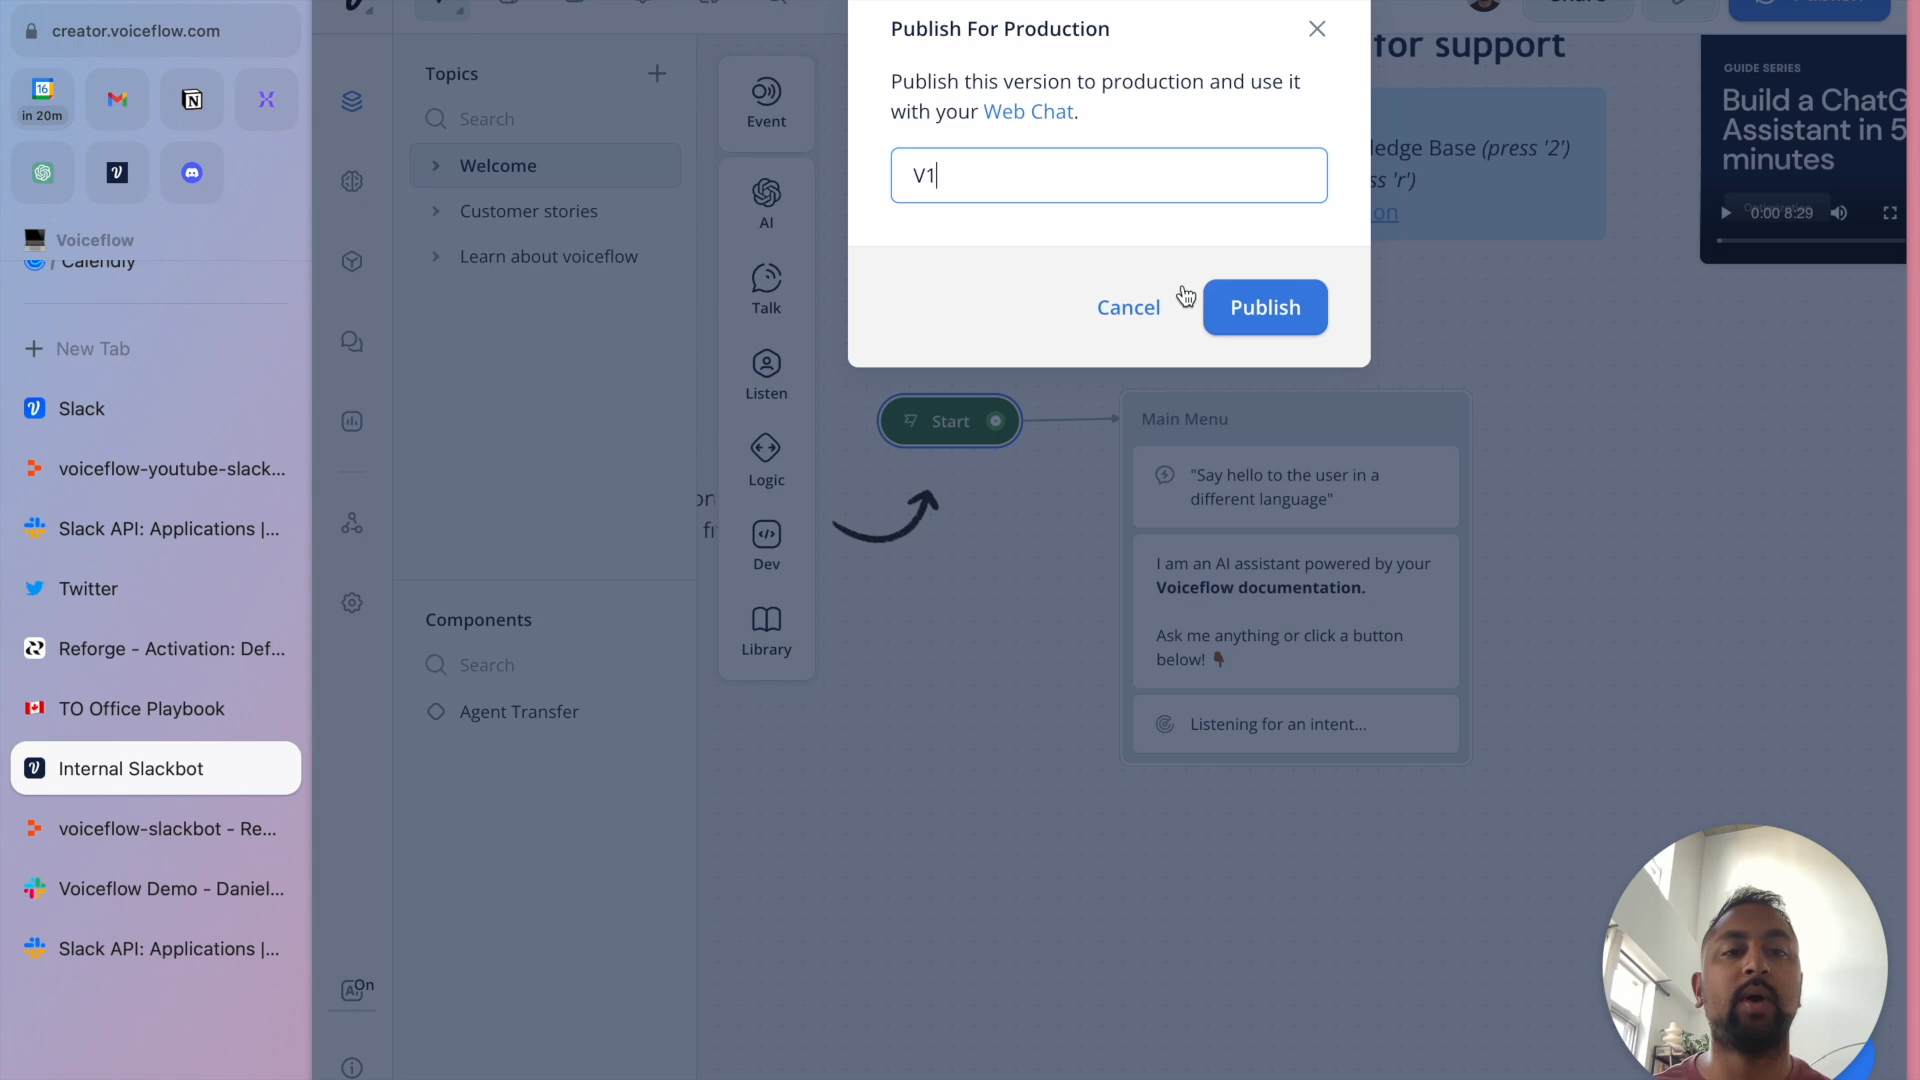 creator.voiceflow.com
16
in 20m
Voiceflow
/ Calendly
New Tab
Slack
voiceflow-youtube-slack...
Slack API: Applications |...
Twitter
Reforge - Activation: Def...
TO Office Playbook
Internal Slackbot
voiceflow-slackbot - Re...
Voiceflow Demo - Daniel...
Slack API: Applications |...
On
Topics
Search
Welcome
Customer stories
Learn about voiceflow
Components
Search
Agent Transfer
Event
AI
Talk
Listen
Logic
Dev
Library
Publish For Production
Publish this version to production and use it
with your Web Chat.
V1
Cancel
Publish
for support
ledge Base (press '2')
ss 'r')
on
GUIDE SERIES
Build a ChatG
Assistant in 5
minutes
0:00 8:29
Start
Main Menu
"Say hello to the user in a
different language"
I am an AI assistant powered by your
Voiceflow documentation.
Ask me anything or click a button
below! 👇🏾
Listening for an intent...